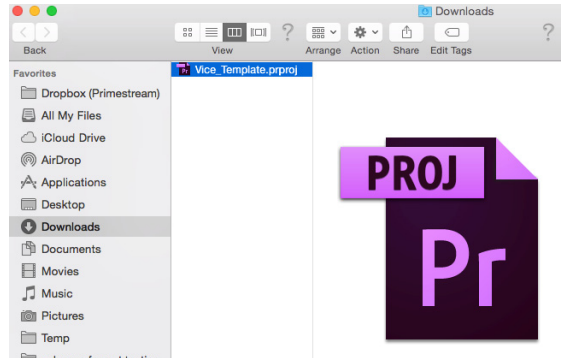 Downloads
Back
View
Arrange
Action
Share
Edit Tags
Favorites
Dropbox (Primestream)
All My Files
iCloud Drive
AirDrop
Applications
Desktop
Downloads
Documents
Movies
Music
Pictures
Temp
Pr Vice_Template.prproj
PROJ
Pr